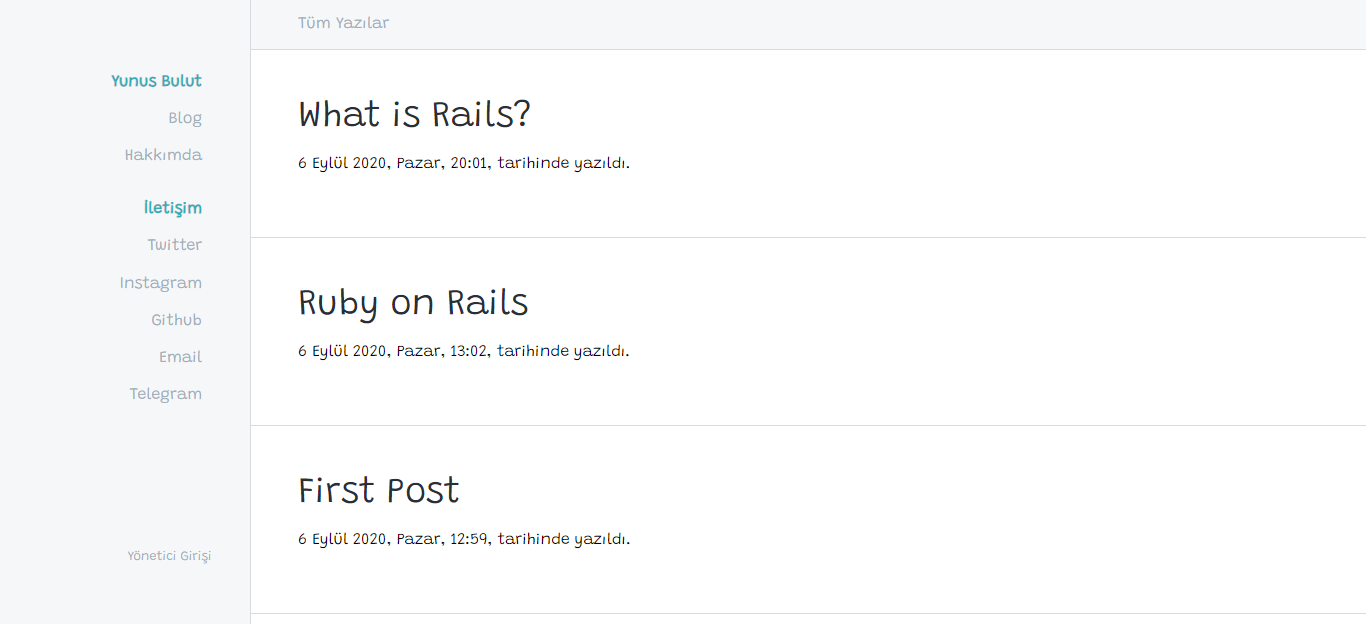 Yunus Bulut
Blog
Hakkımda
İletişim
Twitter
Instagram
Github
Email
Telegram
Yönetici Girişi
Tüm Yazılar
What is Rails?
6 Eylül 2020, Pazar, 20:01, tarihinde yazıldı.
Ruby on Rails
6 Eylül 2020, Pazar, 13:02, tarihinde yazıldı.
First Post
6 Eylül 2020, Pazar, 12:59, tarihinde yazıldı.